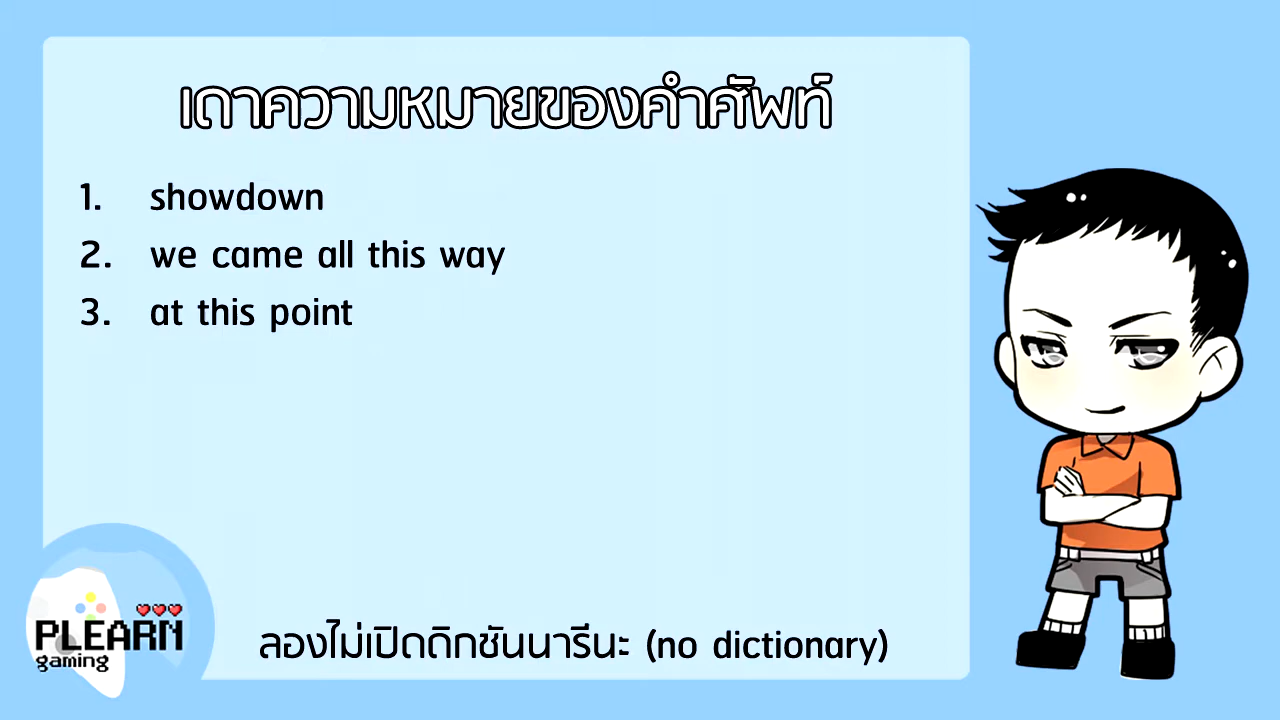 เดาความหมายของคำศัพท์
1. showdown
2. we came all this way
3. at this point
ลองไม่เปิดดิกชันนารีนะ (no dictionary)
PLEARN
gaming